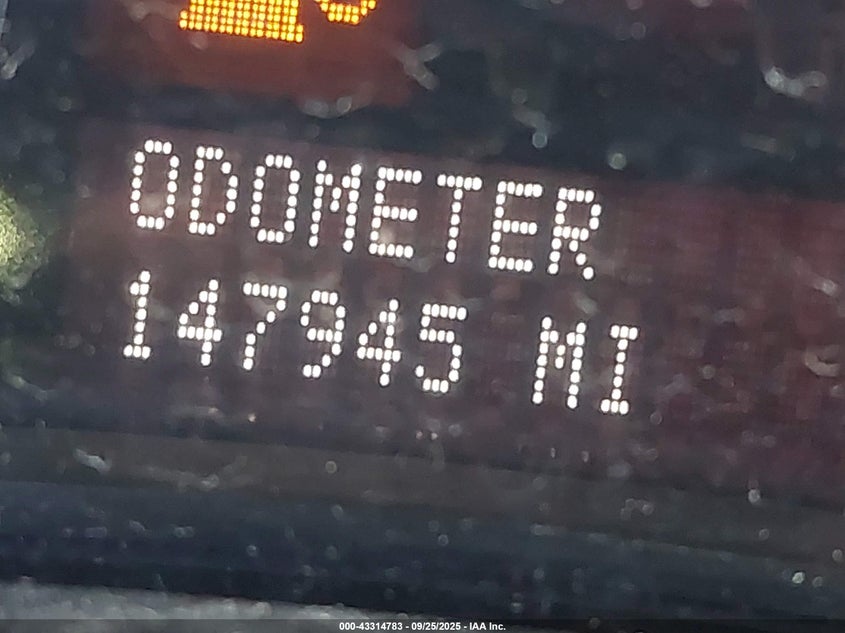 ODOMETER
147945 MI
000-43314783 - 09/25/2025 - IAA Inc.